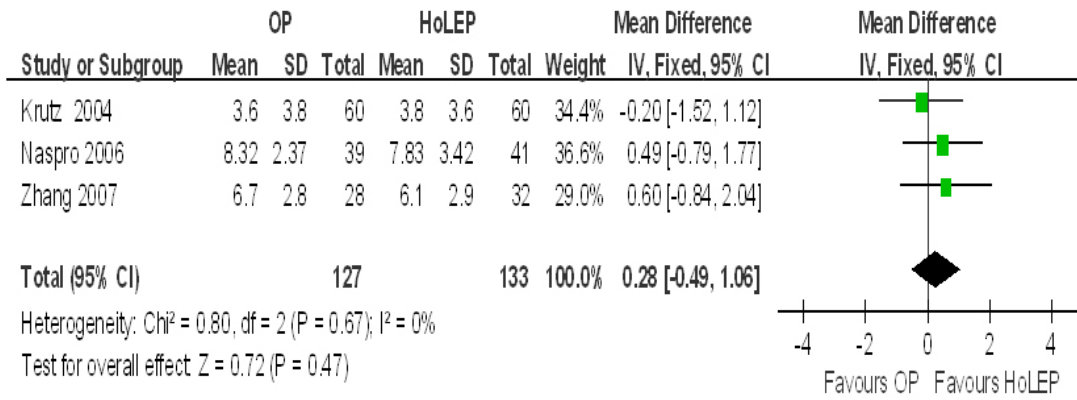 OP HoLEP Mean Difference Mean Difference
Study or Subgroup Mean SD Total Mean SD Total Weight IV, Fixed, 95% CI IV, Fixed, 95% CI
Krutz 2004 3.6 3.8 60 3.8 3.6 60 34.4% -0.20 [-1.52, 1.12]
Naspro 2006 8.32 2.37 39 7.83 3.42 41 36.6% 0.49 [-0.79, 1.77]
Zhang 2007 6.7 2.8 28 6.1 2.9 32 29.0% 0.60 [-0.84, 2.04]
Total (95% CI) 127 133 100.0% 0.28 [-0.49, 1.06]
Heterogeneity: Chi² = 0.80, df = 2 (P = 0.67); I² = 0%
Test for overall effect: Z = 0.72 (P = 0.47)
-4 -2 0 2 4
Favours OP Favours HoLEP